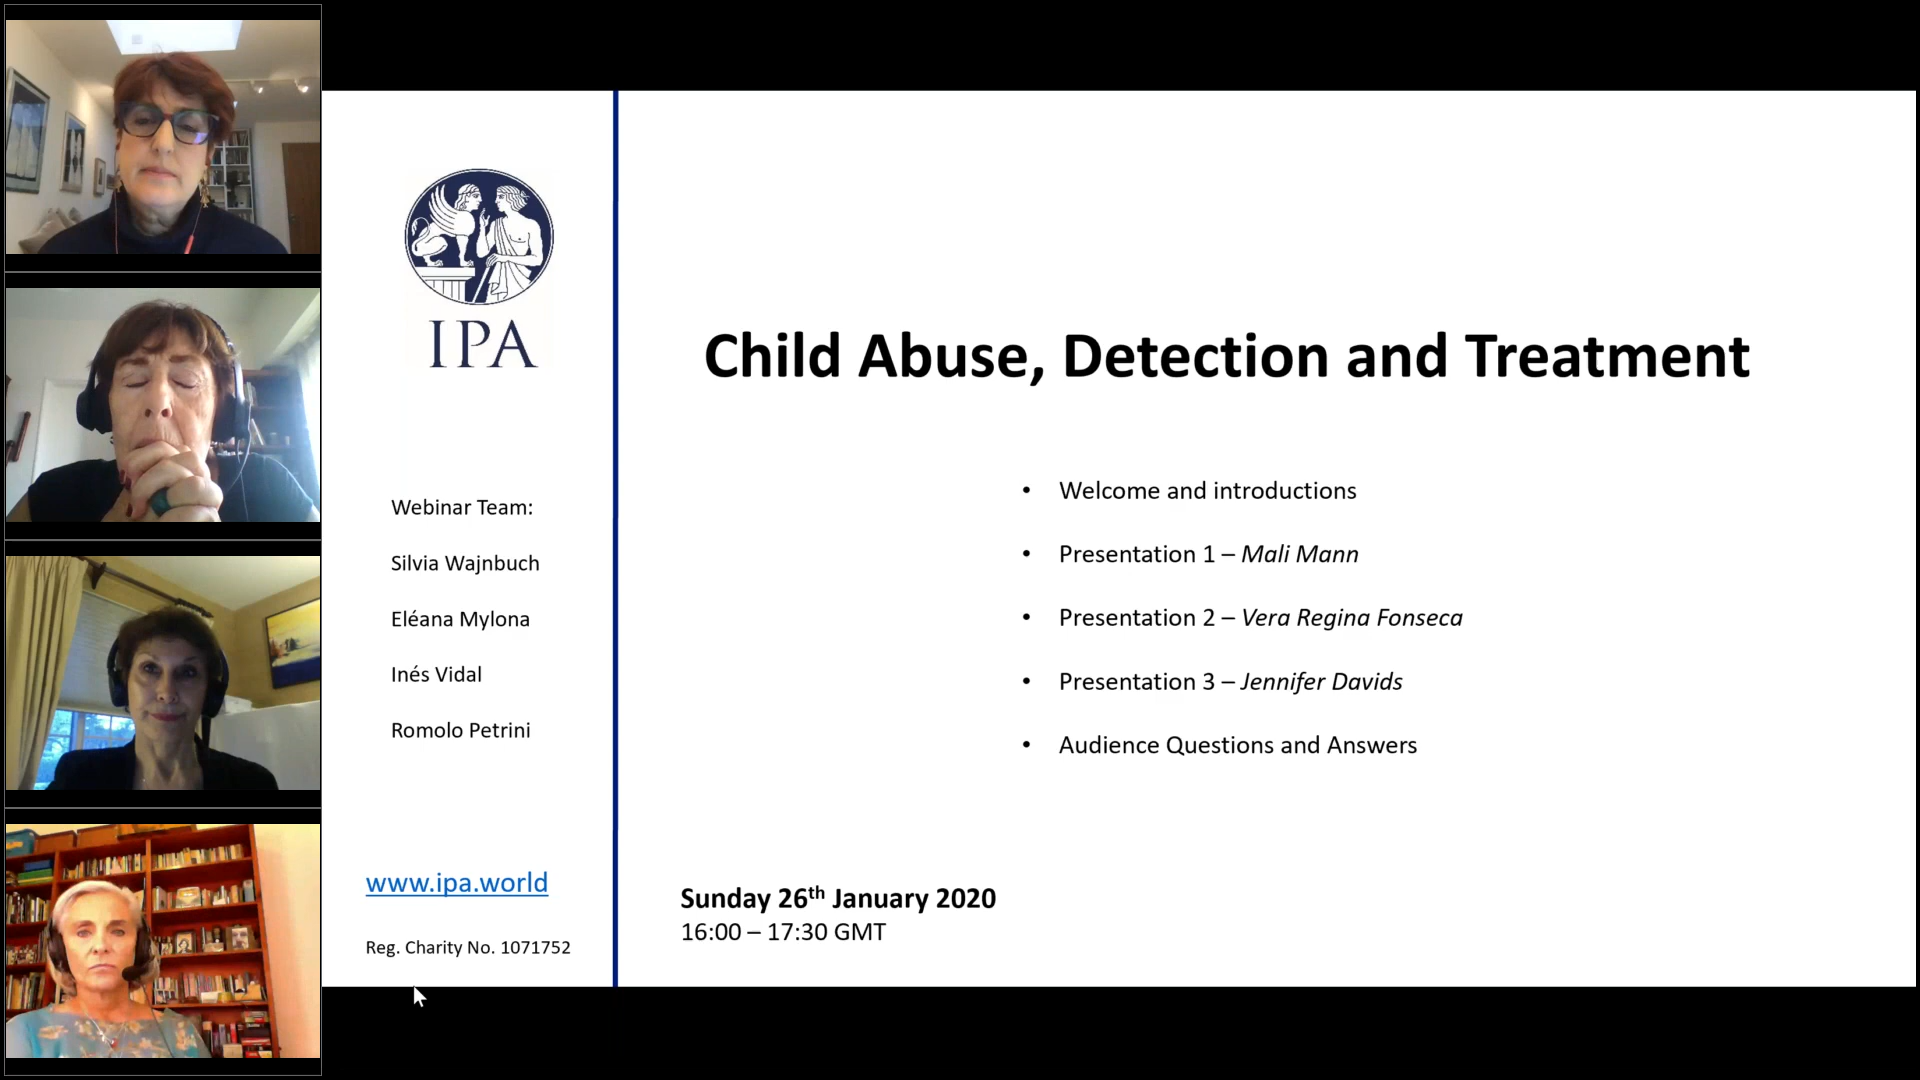 IPA
Webinar Team:
Silvia Wajnbuch
Eléana Mylona
Inés Vidal
Romolo Petrini
www.ipa.world
Reg. Charity No. 1071752
Child Abuse, Detection and Treatment
• Welcome and introductions
• Presentation 1 – Mali Mann
• Presentation 2 – Vera Regina Fonseca
• Presentation 3 – Jennifer Davids
• Audience Questions and Answers
Sunday 26th January 2020
16:00 – 17:30 GMT